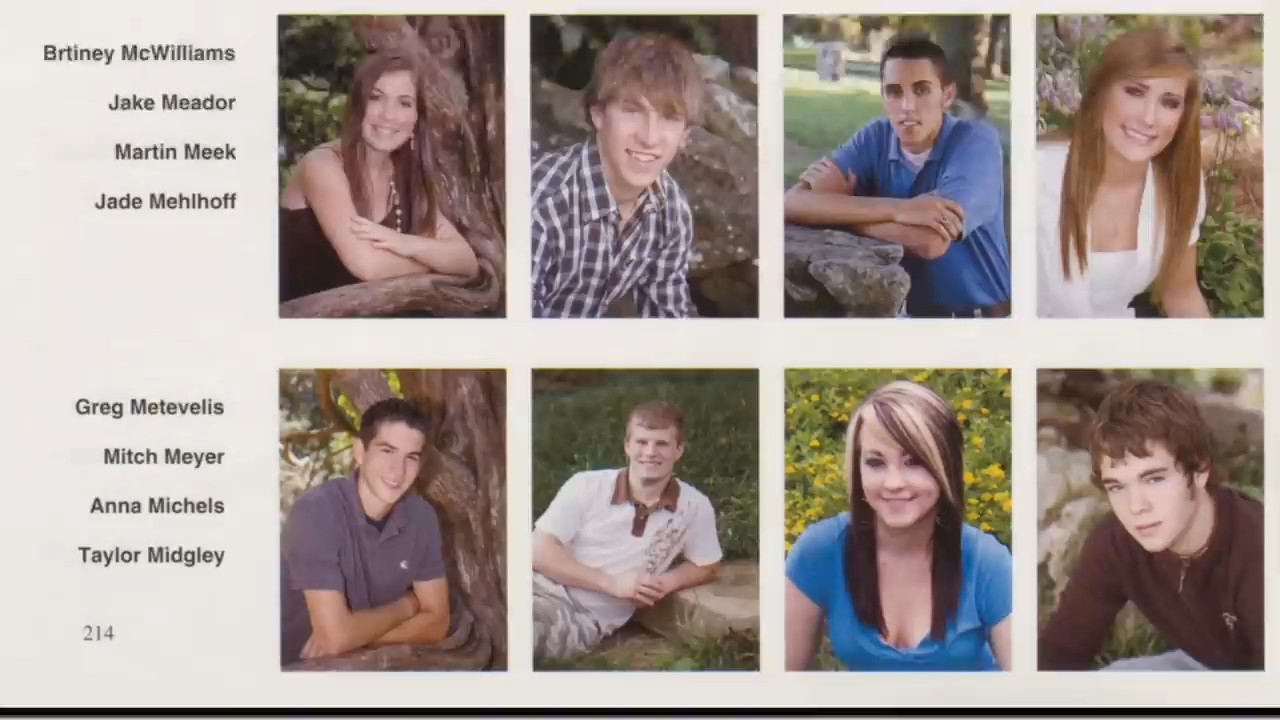 Brtiney McWilliams
Jake Meador
Martin Meek
Jade Mehlhoff
Greg Metevelis
Mitch Meyer
Anna Michels
Taylor Midgley
214